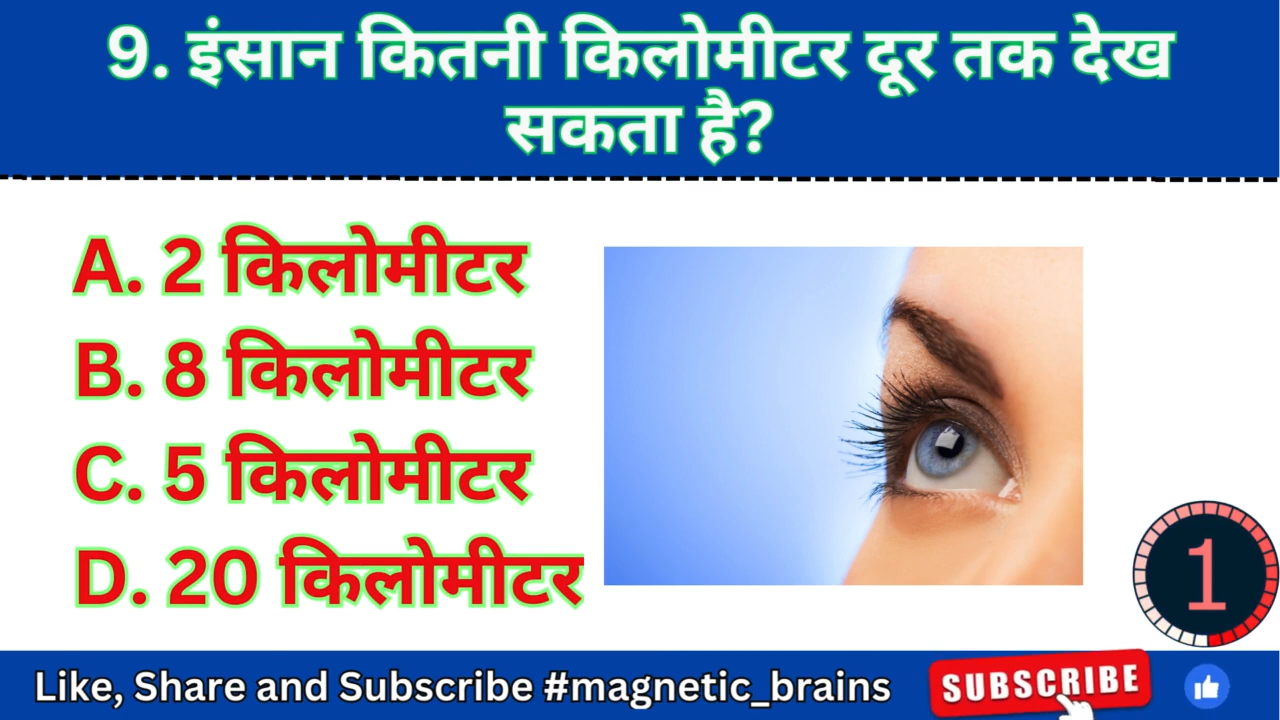 9. इंसान कितनी किलोमीटर दूर तक देख
सकता है?
A. 2 किलोमीटर
B. 8 किलोमीटर
C. 5 किलोमीटर
D. 20 किलोमीटर
1
Like, Share and Subscribe #magnetic_brains
SUBSCRIBE